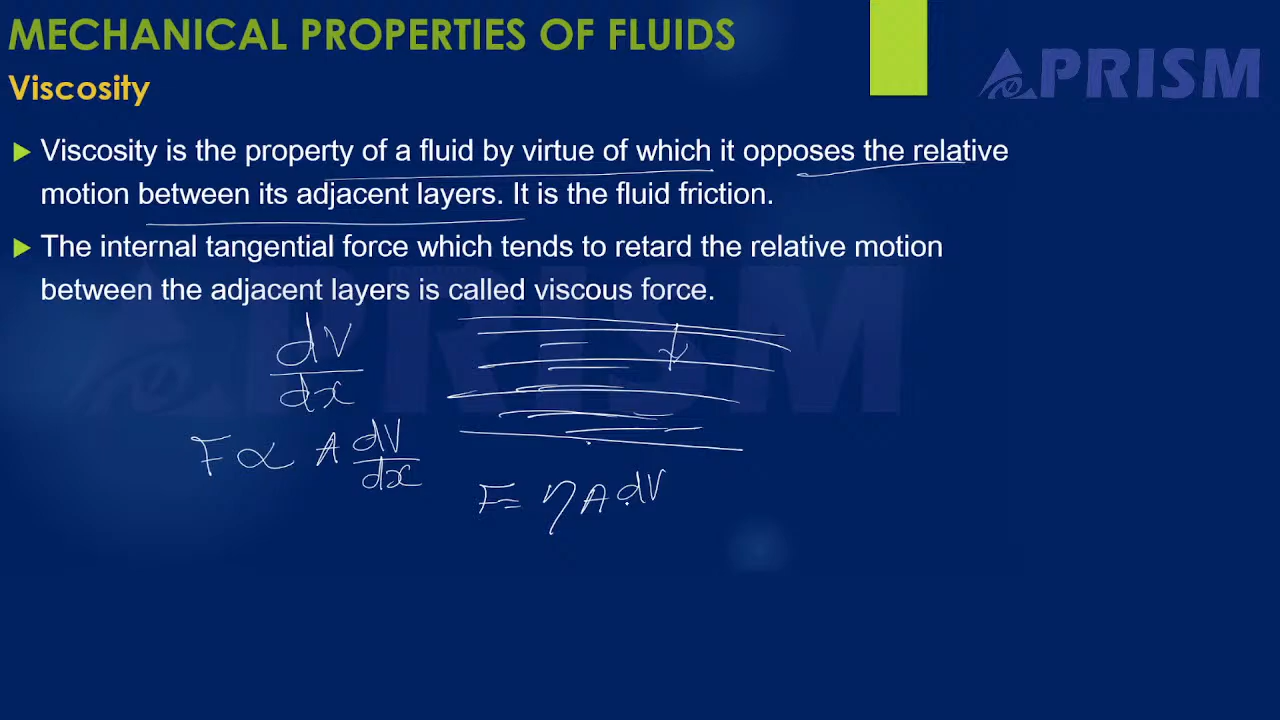 MECHANICAL PROPERTIES OF FLUIDS
PRISM
Viscosity
Viscosity is the property of a fluid by virtue of which it opposes the relative
motion between its adjacent layers. It is the fluid friction.
The internal tangential force which tends to retard the relative motion
between the adjacent layers is called viscous force.
PRISM
dV
dx
F ∝ A dV
dx
F = η A dV